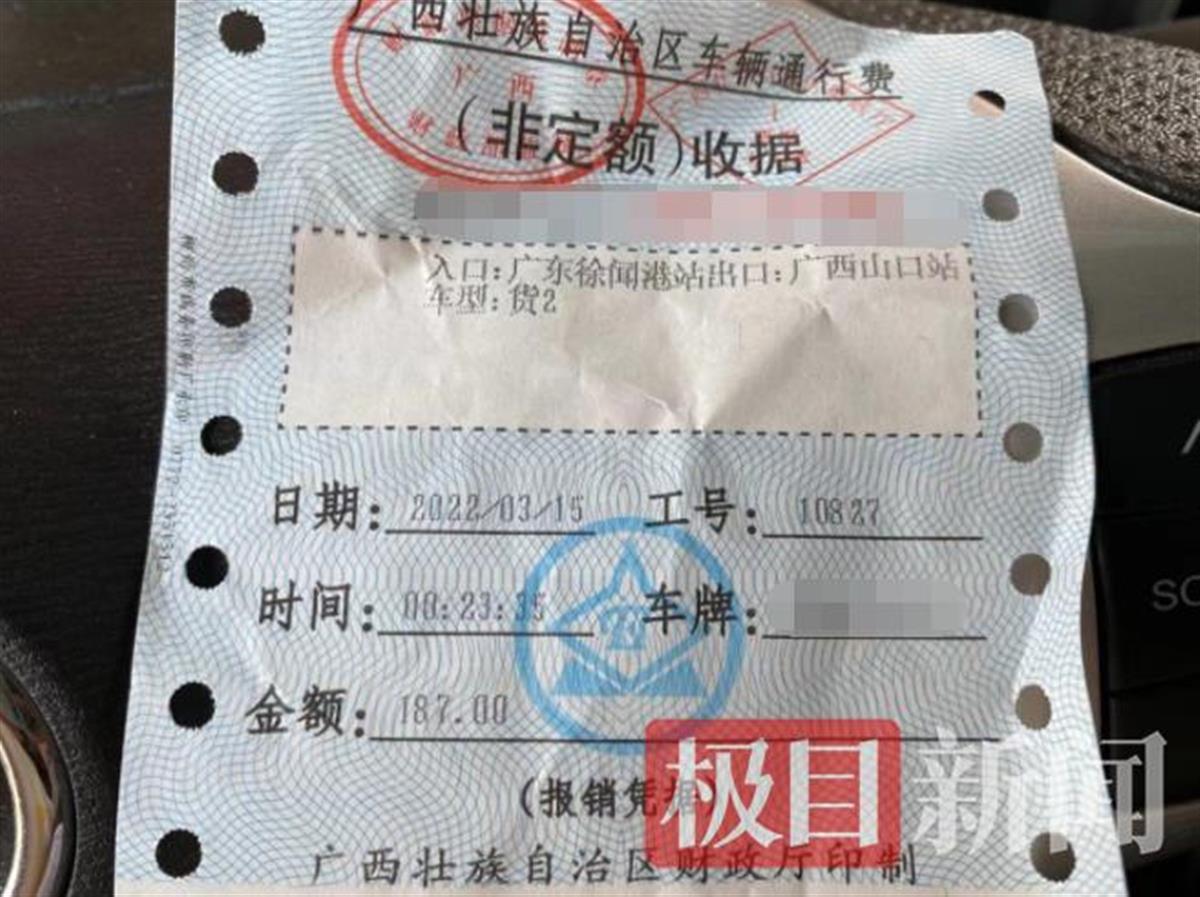 西壮族自治区车辆通行费
(非定额)收据
广西
入口:广东徐闻港站出口:广西山口站
车型:货2
日期: 2022/03/15 工号: 10827
时间: 00:23:35 车牌:
金额: 187.00
(报销凭
极目新闻
广西壮族自治区财政厅印制